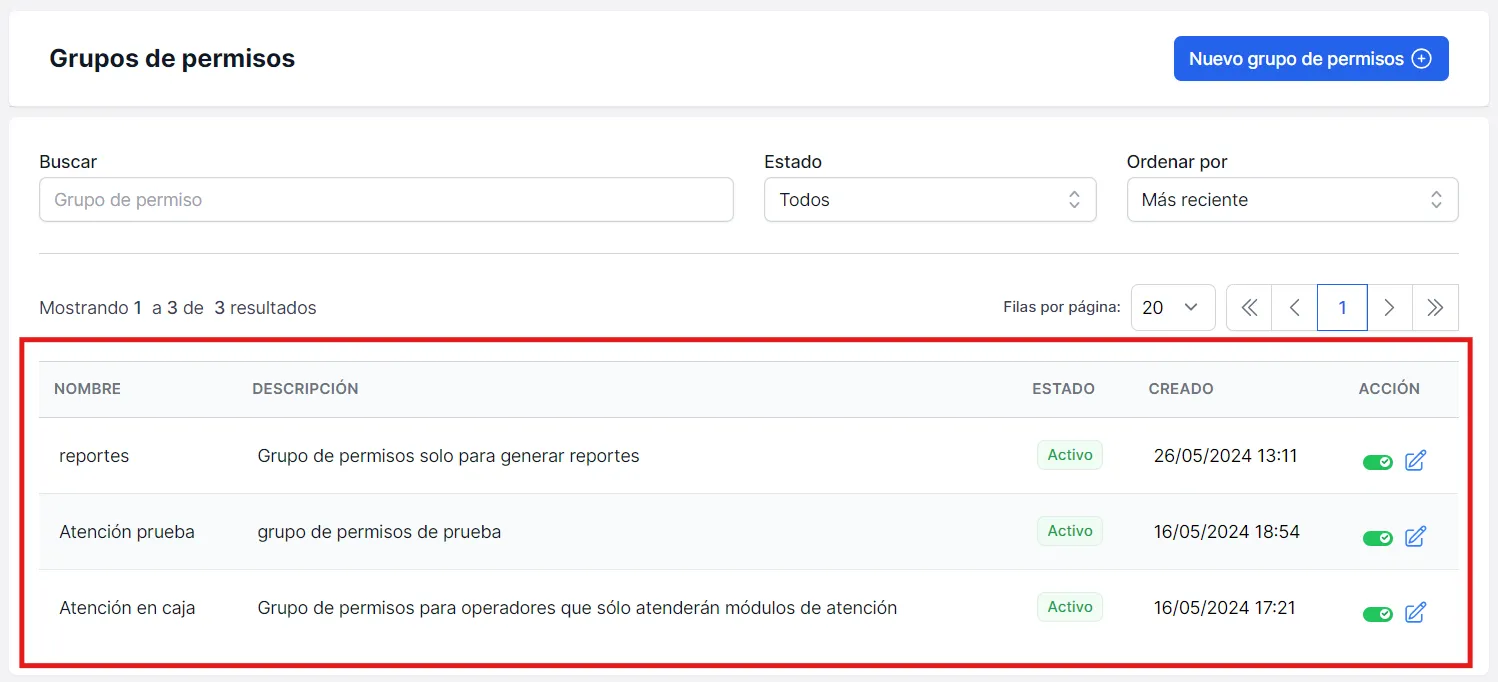 Grupos de permisos
Nuevo grupo de permisos
Buscar Estado Ordenar por
Grupo de permiso Todos Más reciente
Mostrando 1 a 3 de 3 resultados Filas por página: 20 1
NOMBRE DESCRIPCIÓN ESTADO CREADO ACCIÓN
reportes Grupo de permisos solo para generar reportes Activo 26/05/2024 13:11
Atención prueba grupo de permisos de prueba Activo 16/05/2024 18:54
Atención en caja Grupo de permisos para operadores que sólo atenderán módulos de atención Activo 16/05/2024 17:21